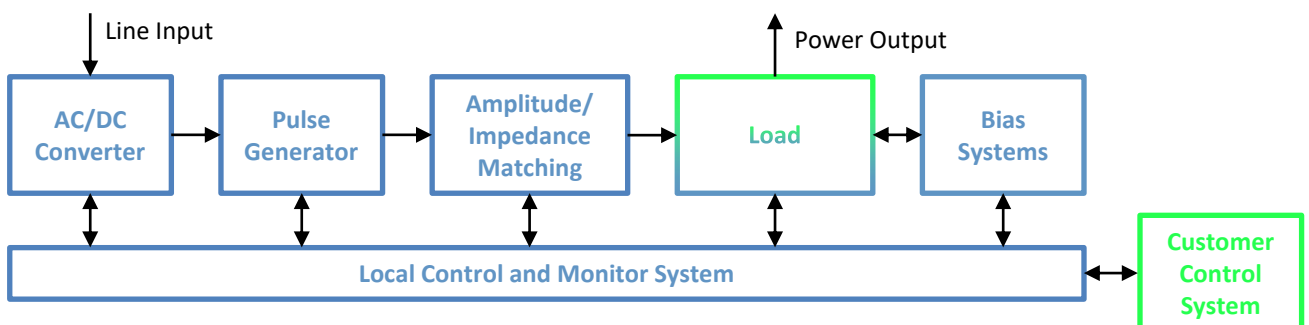 Line Input
Power Output
AC/DC
Converter
Pulse
Generator
Amplitude/
Impedance
Matching
Load
Bias
Systems
Local Control and Monitor System
Customer
Control
System